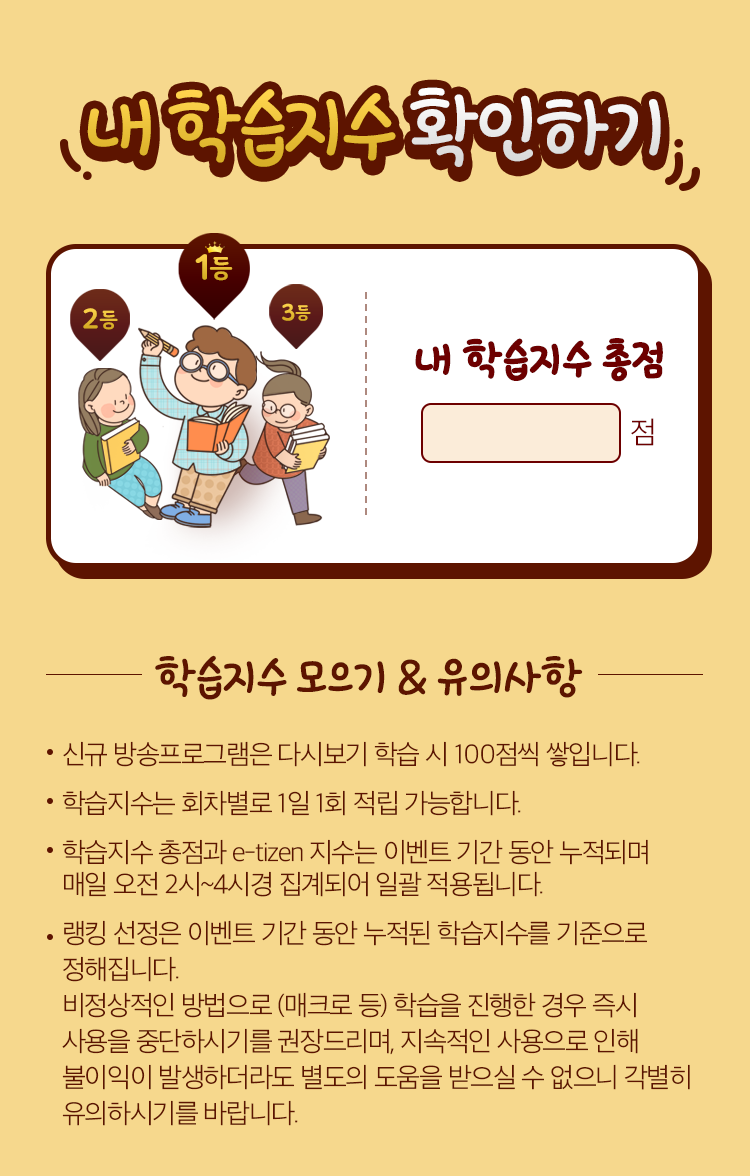 내 학습지수 확인하기
1등
2등
3등
내 학습지수 총점
점
학습지수 모으기 & 유의사항
• 신규 방송프로그램은 다시보기 학습 시 100점씩 쌓입니다.
• 학습지수는 회차별로 1일 1회 적립 가능합니다.
• 학습지수 총점과 e-tizen 지수는 이벤트 기간 동안 누적되며
매일 오전 2시~4시경 집계되어 일괄 적용됩니다.
• 랭킹 선정은 이벤트 기간 동안 누적된 학습지수를 기준으로
정해집니다.
비정상적인 방법으로 (매크로 등) 학습을 진행한 경우 즉시
사용을 중단하시기를 권장드리며, 지속적인 사용으로 인해
불이익이 발생하더라도 별도의 도움을 받으실 수 없으니 각별히
유의하시기를 바랍니다.